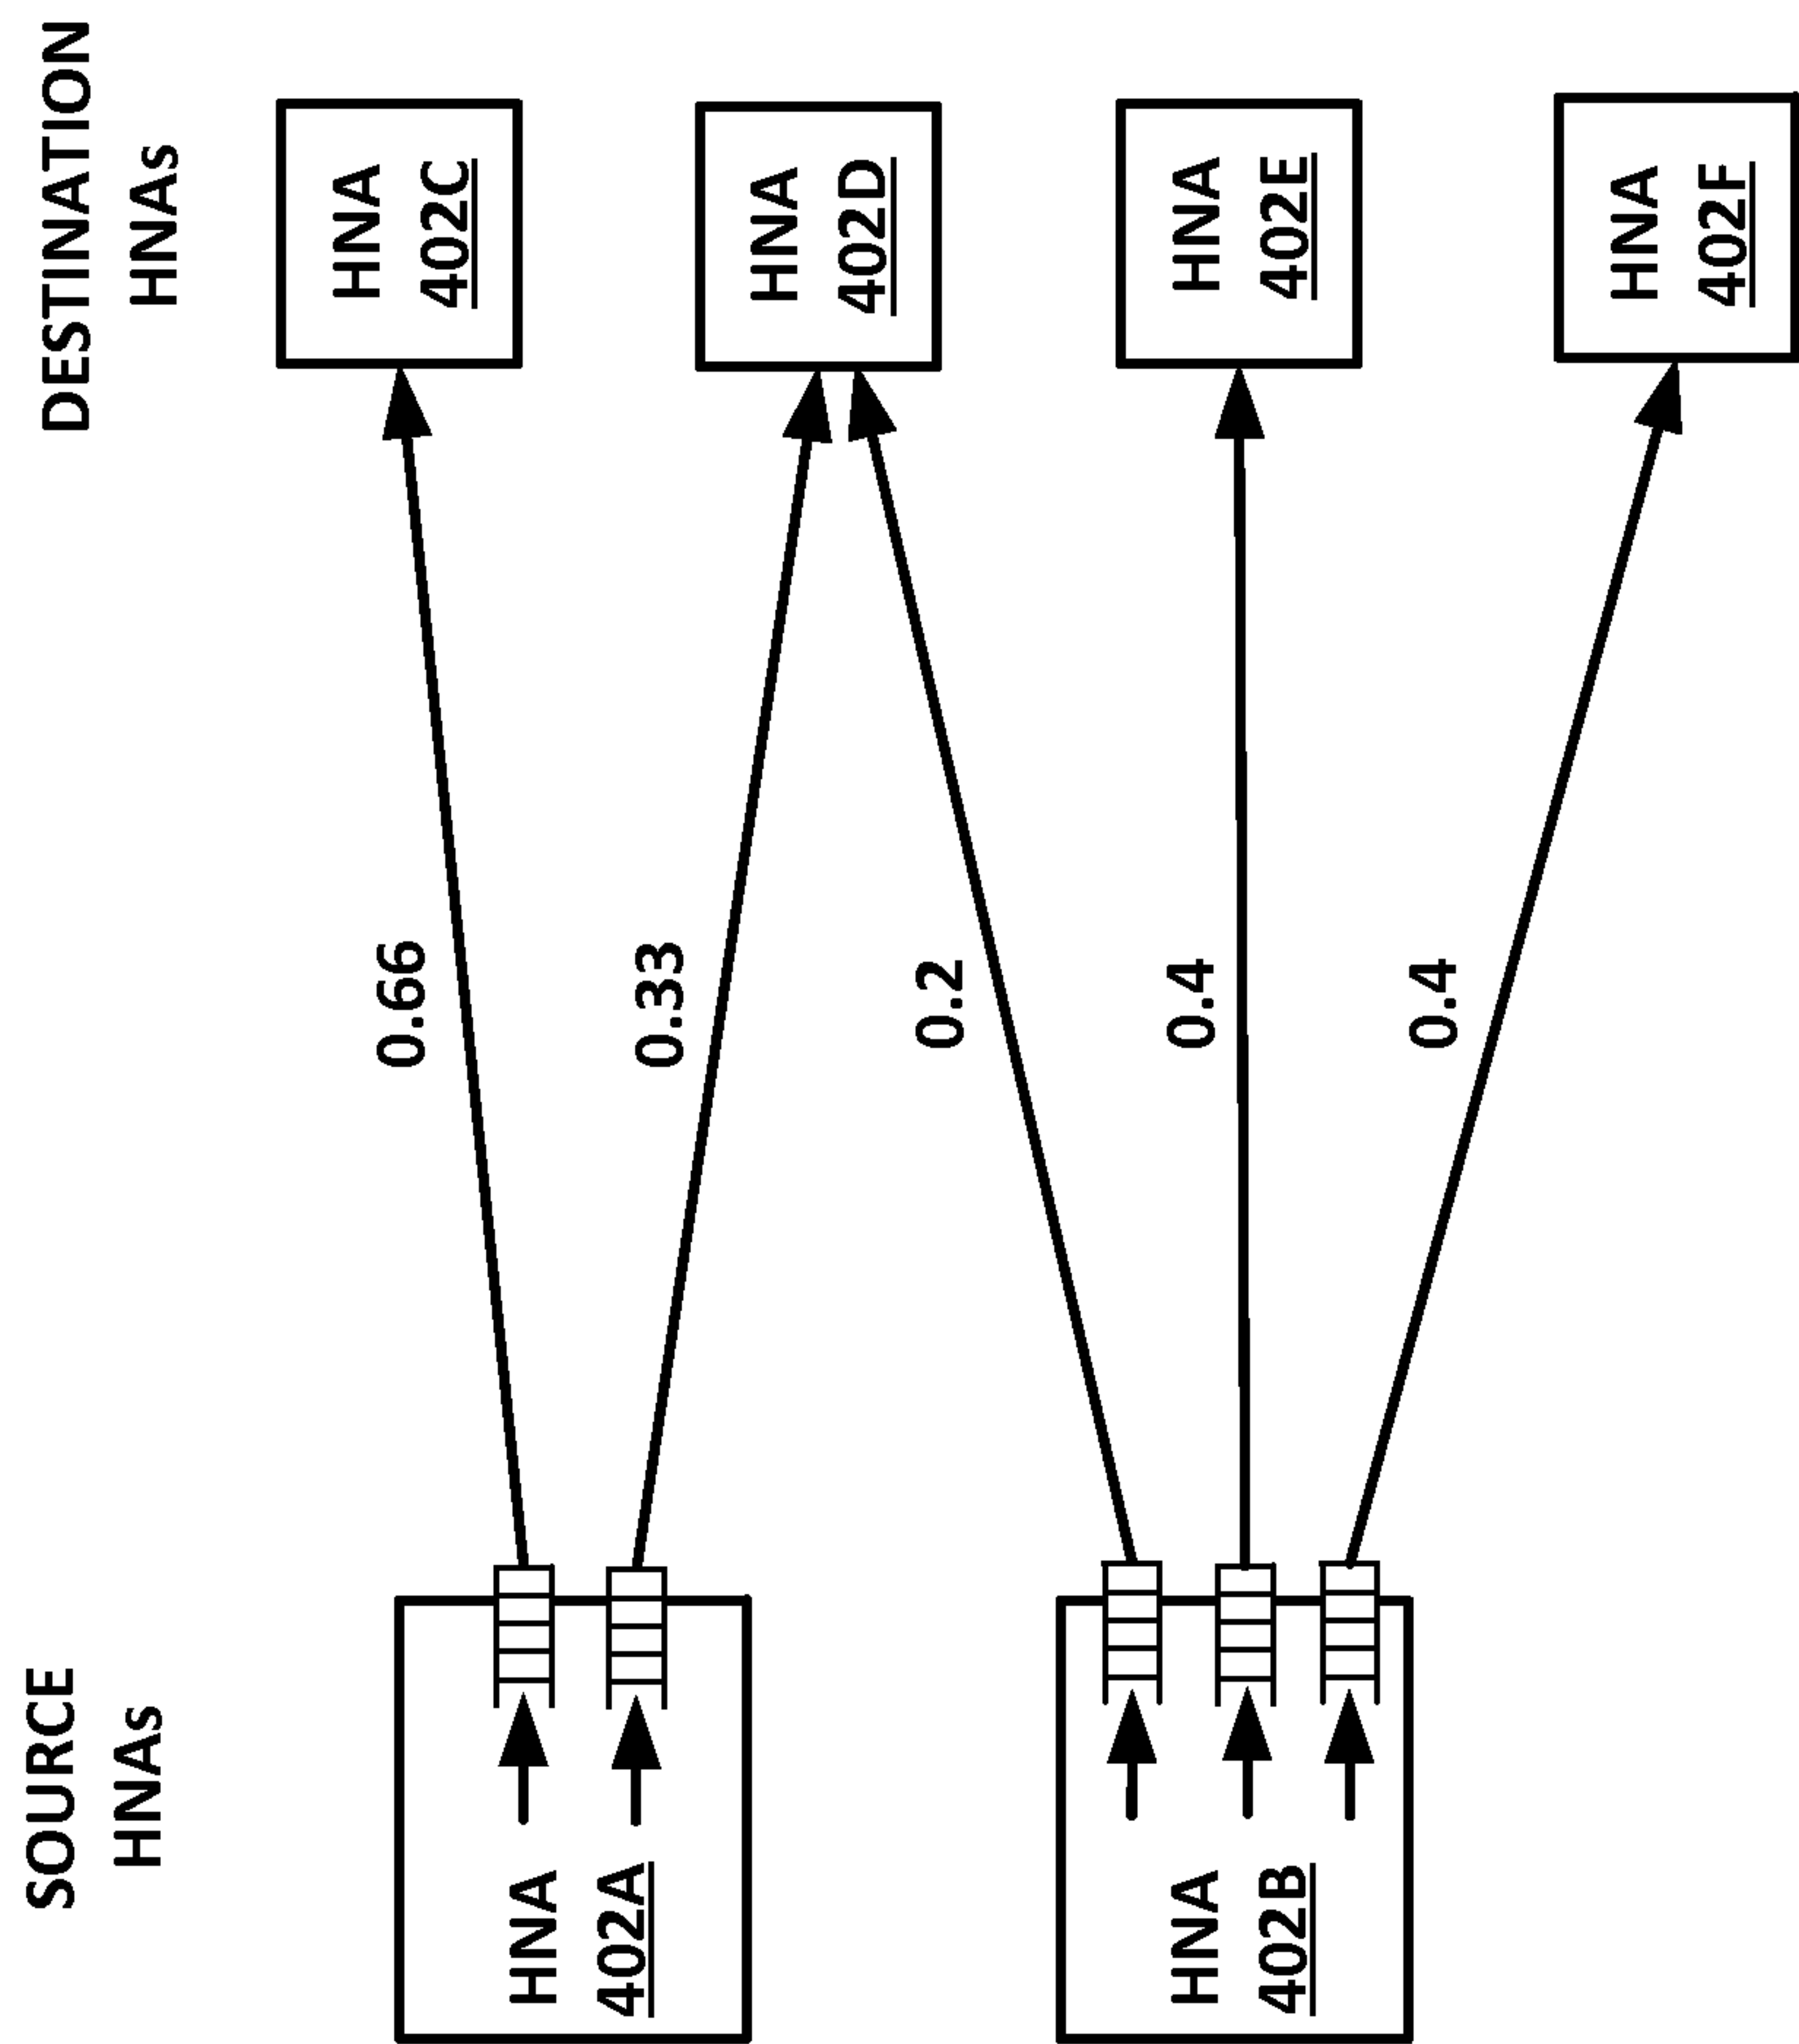 SOURCE
HNAs
DESTINATION
HNAs
HNA
402A
HNA
402B
0.66
0.33
0.2
0.4
0.4
HNA
402C
HNA
402D
HNA
402E
HNA
402F